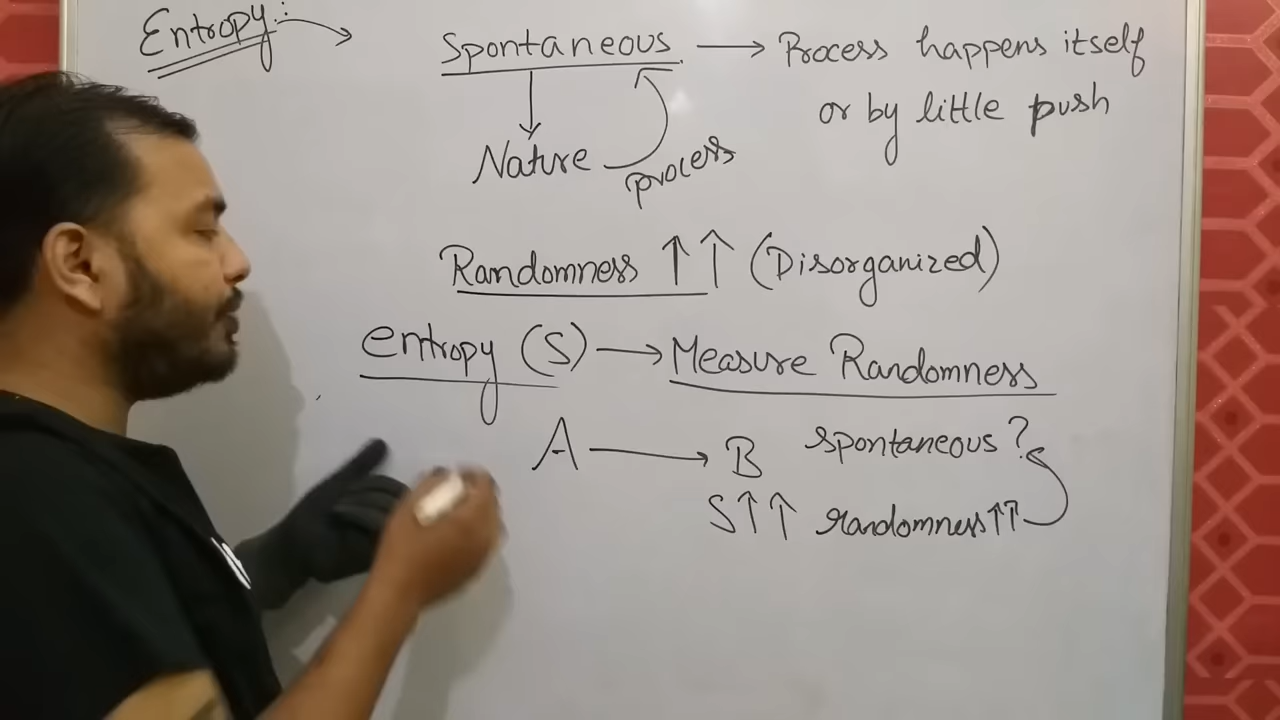 Entropy:
Spontaneous → Process happens itself
or by little push
Nature process
Randomness ↑↑ (Disorganized)
entropy (S) → Measure Randomness
A → B spontaneous?
S↑↑ randomness↑↑